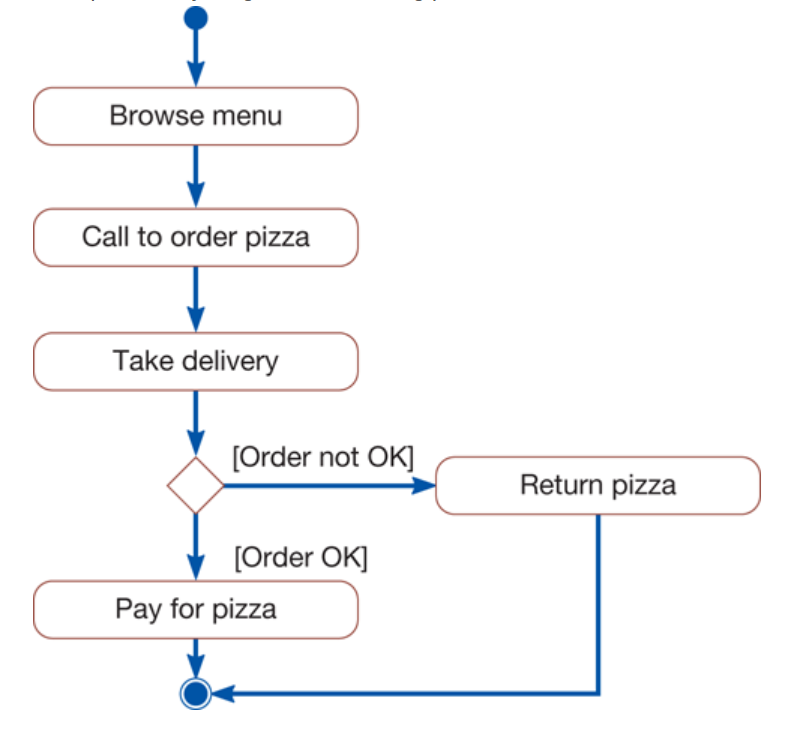 Browse menu
Call to order pizza
Take delivery
[Order not OK]
Return pizza
[Order OK]
Pay for pizza